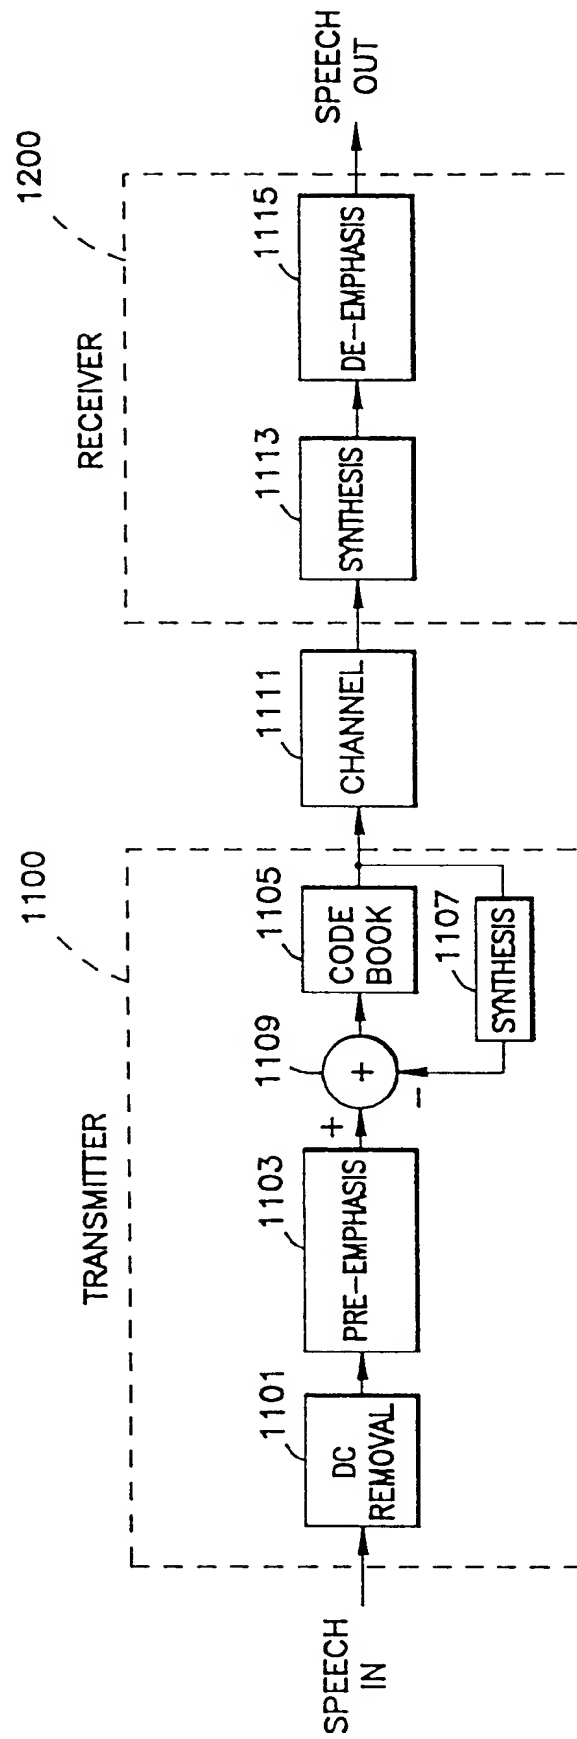 TRANSMITTER
1100
RECEIVER
1200
SPEECH
IN
1101
DC
REMOVAL
1103
PRE-EMPHASIS
1109
+
+
-
1105
CODE
BOOK
1107
SYNTHESIS
1111
CHANNEL
1113
SYNTHESIS
1115
DE-EMPHASIS
SPEECH
OUT